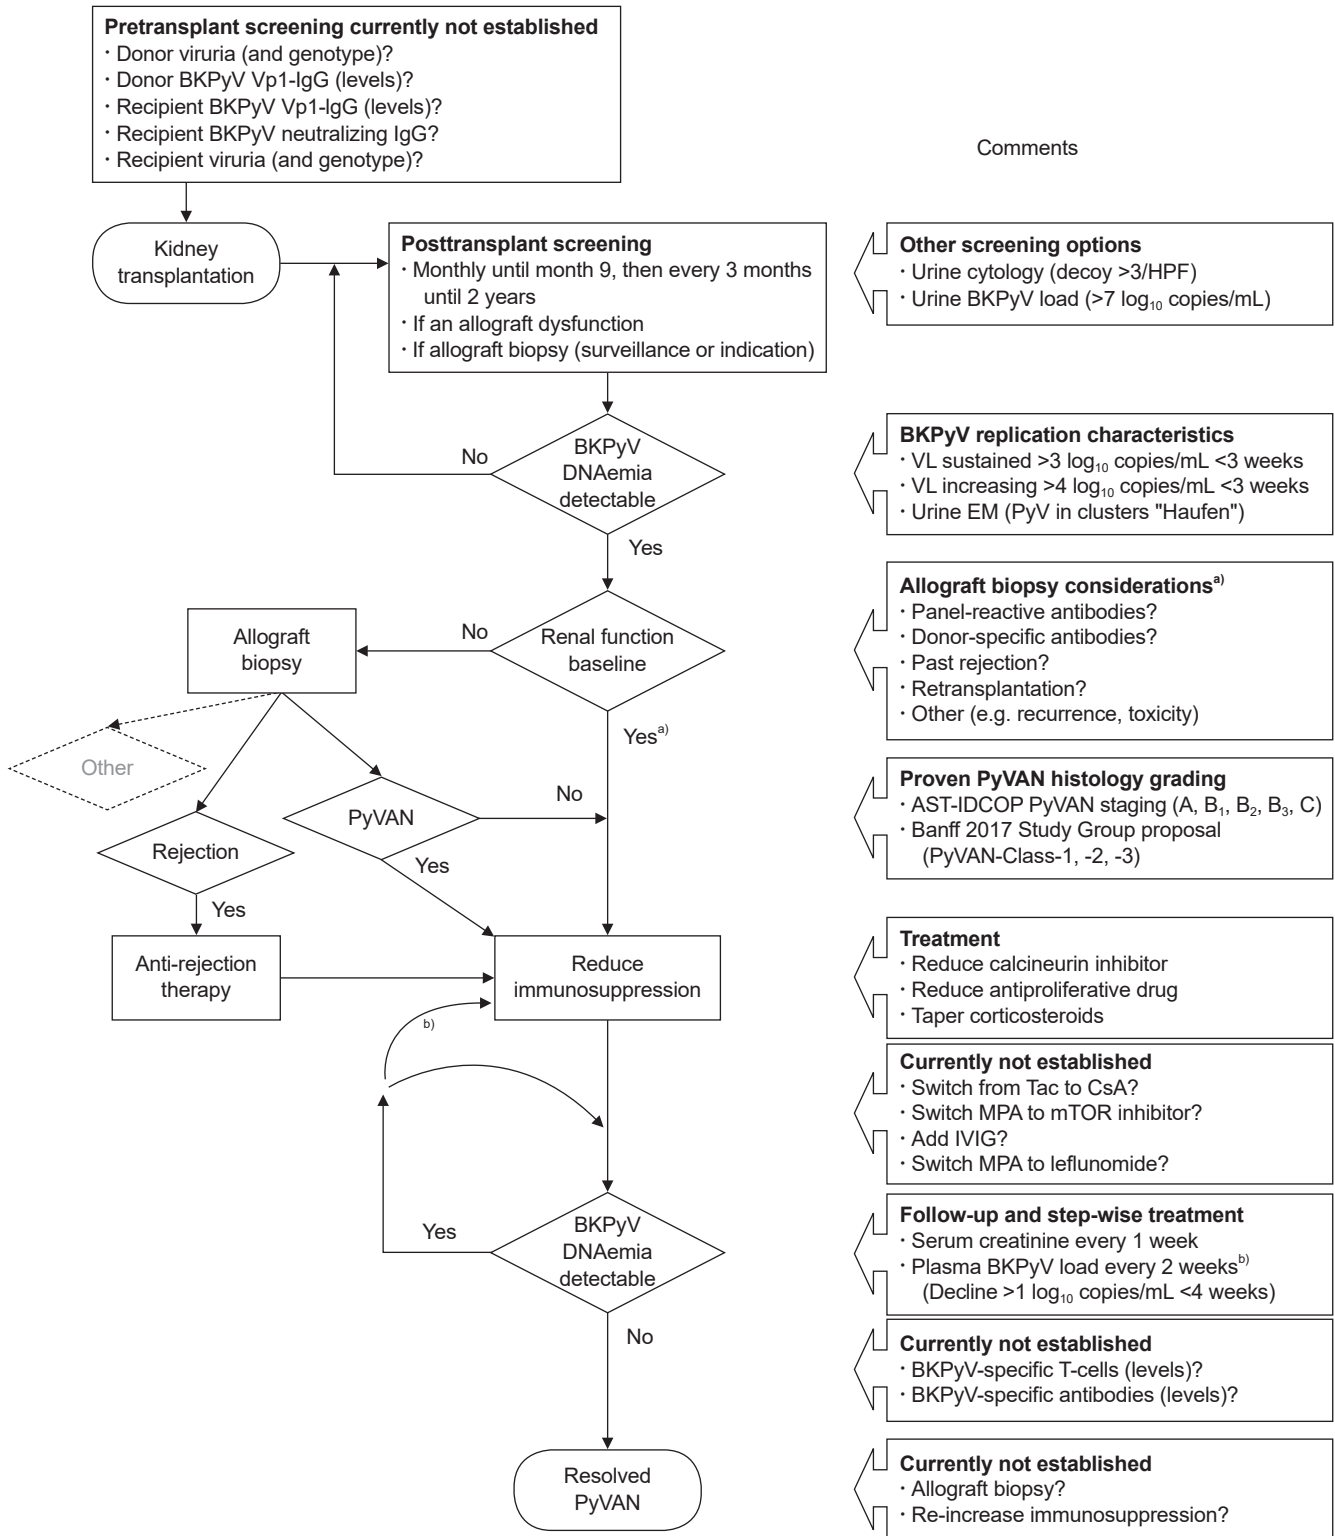 Pretransplant screening currently not established
· Donor viruria (and genotype)?
· Donor BKPyV Vp1-IgG (levels)?
· Recipient BKPyV Vp1-IgG (levels)?
· Recipient BKPyV neutralizing IgG?
· Recipient viruria (and genotype)?
Comments
Kidney
transplantation
Posttransplant screening
· Monthly until month 9, then every 3 months
until 2 years
· If an allograft dysfunction
· If allograft biopsy (surveillance or indication)
Other screening options
· Urine cytology (decoy >3/HPF)
· Urine BKPyV load (>7 log₁₀ copies/mL)
BKPyV
DNAemia
detectable
No
Yes
BKPyV replication characteristics
· VL sustained >3 log₁₀ copies/mL <3 weeks
· VL increasing >4 log₁₀ copies/mL <3 weeks
· Urine EM (PyV in clusters "Haufen")
Allograft
biopsy
No
Renal function
baseline
Yesᵃ⁾
Allograft biopsy considerationsᵃ⁾
· Panel-reactive antibodies?
· Donor-specific antibodies?
· Past rejection?
· Retransplantation?
· Other (e.g. recurrence, toxicity)
Other
PyVAN
No
Yes
Rejection
Yes
Proven PyVAN histology grading
· AST-IDCOP PyVAN staging (A, B₁, B₂, B₃, C)
· Banff 2017 Study Group proposal
(PyVAN-Class-1, -2, -3)
Anti-rejection
therapy
Reduce
immunosuppression
b)
Treatment
· Reduce calcineurin inhibitor
· Reduce antiproliferative drug
· Taper corticosteroids
Currently not established
· Switch from Tac to CsA?
· Switch MPA to mTOR inhibitor?
· Add IVIG?
· Switch MPA to leflunomide?
Yes
BKPyV
DNAemia
detectable
No
Follow-up and step-wise treatment
· Serum creatinine every 1 week
· Plasma BKPyV load every 2 weeksᵇ⁾
(Decline >1 log₁₀ copies/mL <4 weeks)
Currently not established
· BKPyV-specific T-cells (levels)?
· BKPyV-specific antibodies (levels)?
Resolved
PyVAN
Currently not established
· Allograft biopsy?
· Re-increase immunosuppression?